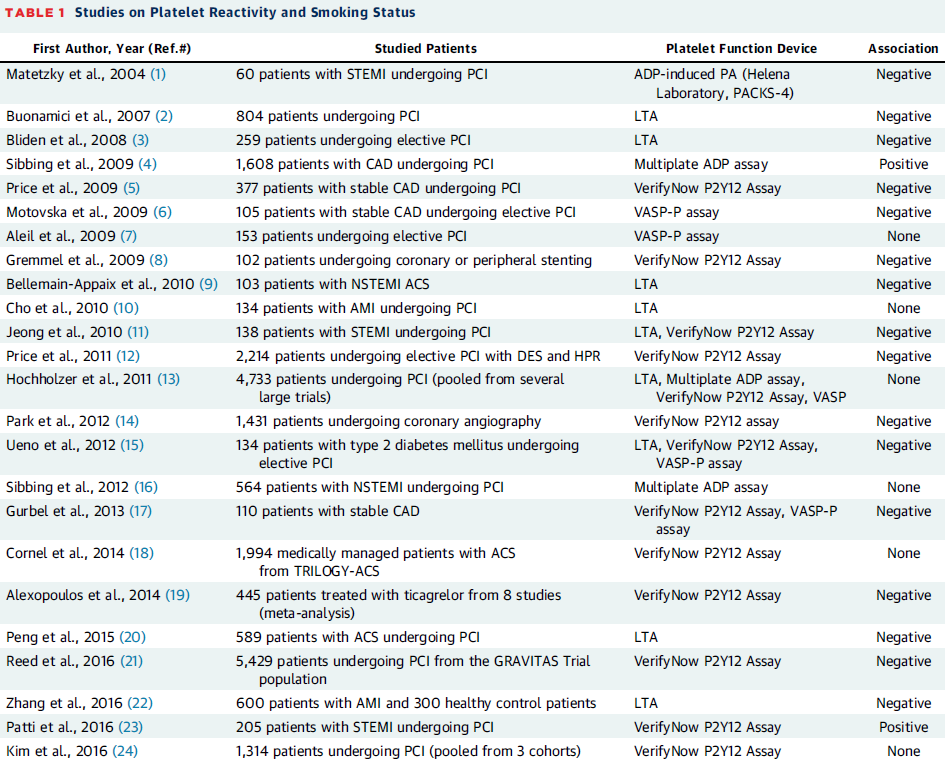 TABLE 1 Studies on Platelet Reactivity and Smoking Status
First Author, Year (Ref.#) Studied Patients Platelet Function Device Association
Matetzky et al., 2004 (1) 60 patients with STEMI undergoing PCI ADP-induced PA (Helena Negative
Laboratory, PACKS-4)
Buonamici et al., 2007 (2) 804 patients undergoing PCI LTA Negative
Bliden et al., 2008 (3) 259 patients undergoing elective PCI LTA Negative
Sibbing et al., 2009 (4) 1,608 patients with CAD undergoing PCI Multiplate ADP assay Positive
Price et al., 2009 (5) 377 patients with stable CAD undergoing PCI VerifyNow P2Y12 Assay Negative
Motovska et al., 2009 (6) 105 patients with stable CAD undergoing elective PCI VASP-P assay Negative
Aleil et al., 2009 (7) 153 patients undergoing elective PCI VASP-P assay None
Gremmel et al., 2009 (8) 102 patients undergoing coronary or peripheral stenting VerifyNow P2Y12 Assay Negative
Bellemain-Appaix et al., 2010 (9) 103 patients with NSTEMI ACS LTA Negative
Cho et al., 2010 (10) 134 patients with AMI undergoing PCI LTA None
Jeong et al., 2010 (11) 138 patients with STEMI undergoing PCI LTA, VerifyNow P2Y12 Assay Negative
Price et al., 2011 (12) 2,214 patients undergoing elective PCI with DES and HPR VerifyNow P2Y12 Assay Negative
Hochholzer et al., 2011 (13) 4,733 patients undergoing PCI (pooled from several LTA, Multiplate ADP assay, None
large trials) VerifyNow P2Y12 Assay, VASP
Park et al., 2012 (14) 1,431 patients undergoing coronary angiography VerifyNow P2Y12 assay Negative
Ueno et al., 2012 (15) 134 patients with type 2 diabetes mellitus undergoing LTA, VerifyNow P2Y12 Assay, Negative
elective PCI VASP-P assay
Sibbing et al., 2012 (16) 564 patients with NSTEMI undergoing PCI Multiplate ADP assay None
Gurbel et al., 2013 (17) 110 patients with stable CAD VerifyNow P2Y12 Assay, VASP-P Negative
assay
Cornel et al., 2014 (18) 1,994 medically managed patients with ACS VerifyNow P2Y12 Assay None
from TRILOGY-ACS
Alexopoulos et al., 2014 (19) 445 patients treated with ticagrelor from 8 studies VerifyNow P2Y12 Assay Negative
(meta-analysis)
Peng et al., 2015 (20) 589 patients with ACS undergoing PCI LTA Negative
Reed et al., 2016 (21) 5,429 patients undergoing PCI from the GRAVITAS Trial VerifyNow P2Y12 Assay Negative
population
Zhang et al., 2016 (22) 600 patients with AMI and 300 healthy control patients LTA Negative
Patti et al., 2016 (23) 205 patients with STEMI undergoing PCI VerifyNow P2Y12 Assay Positive
Kim et al., 2016 (24) 1,314 patients undergoing PCI (pooled from 3 cohorts) VerifyNow P2Y12 Assay None